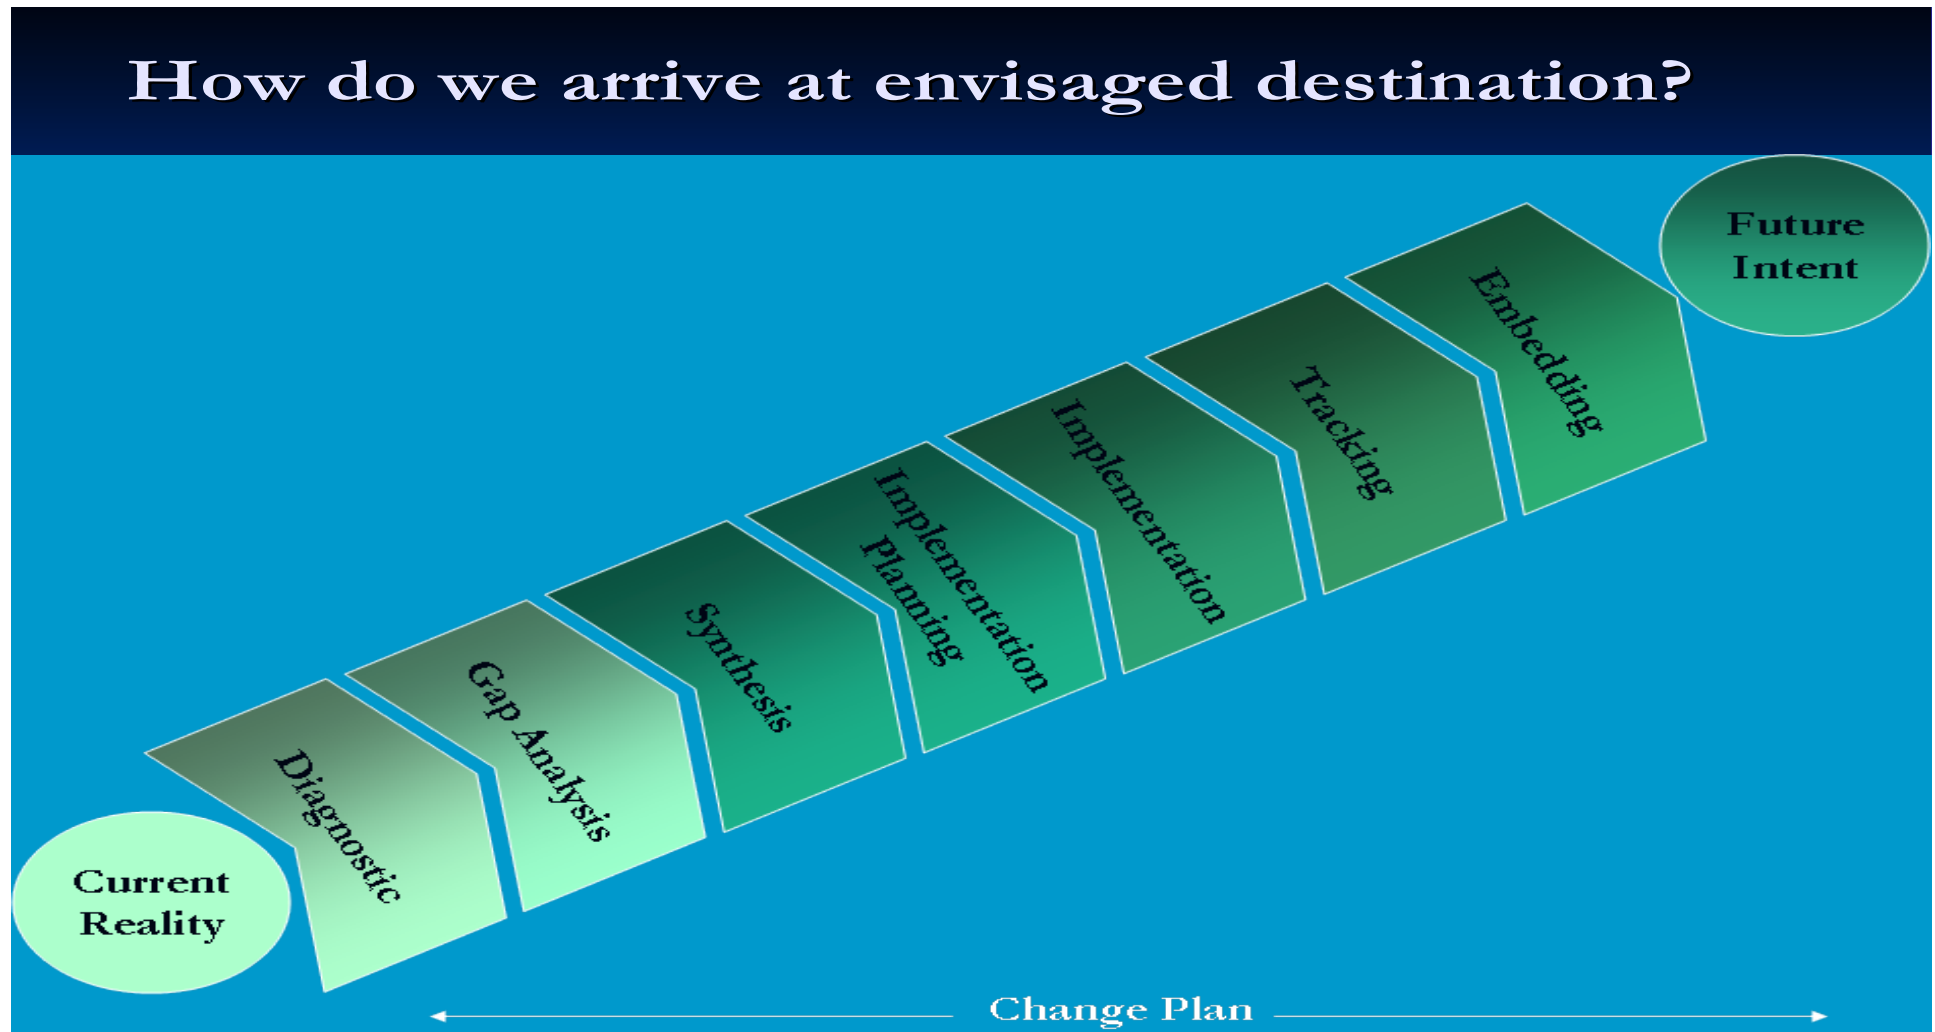 How do we arrive at envisaged destination?
Future
Intent
Embedding
Tracking
Implementation
Implementation
Planning
Synthesis
Gap Analysis
Diagnostic
Current
Reality
Change Plan